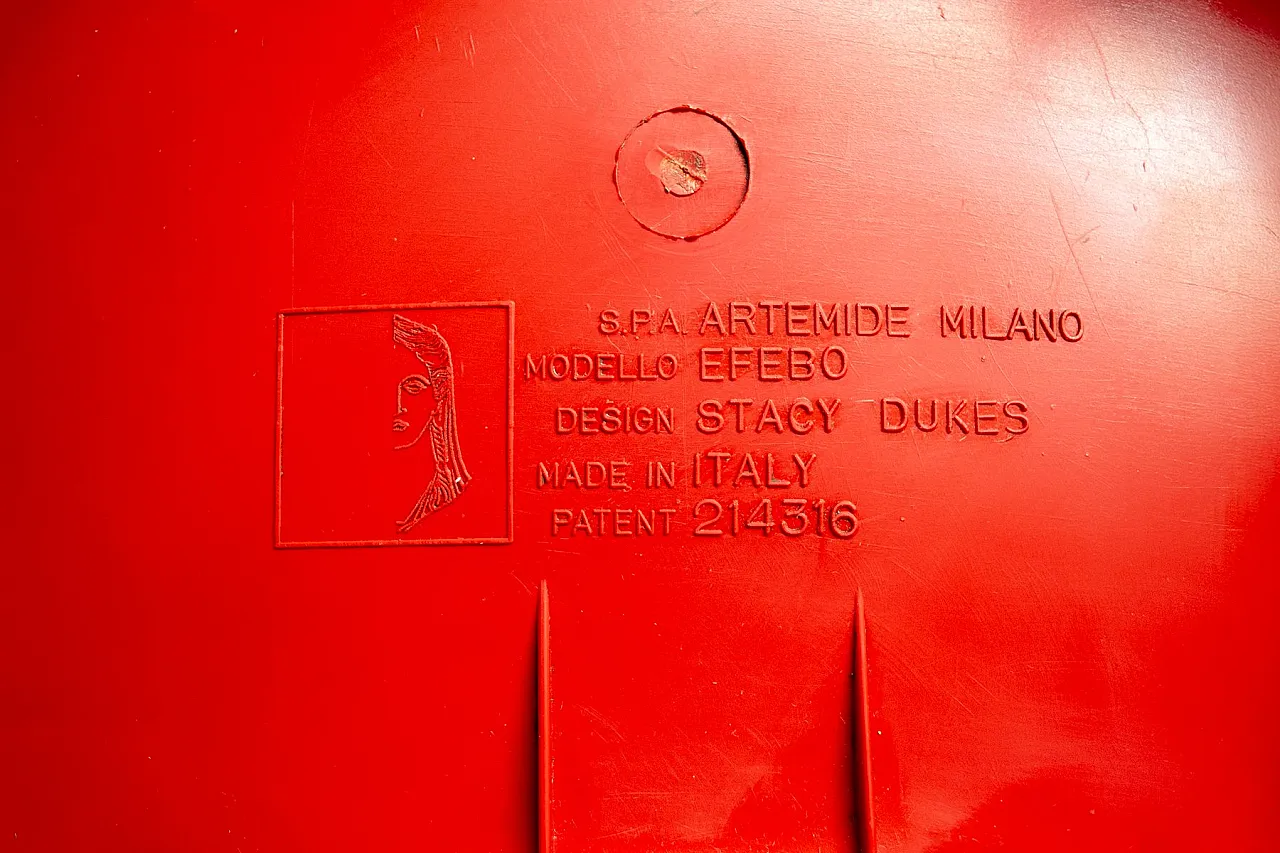 S.P.A. ARTEMIDE MILANO
MODELLO EFEBO
DESIGN STACY DUKES
MADE IN ITALY
PATENT 214316